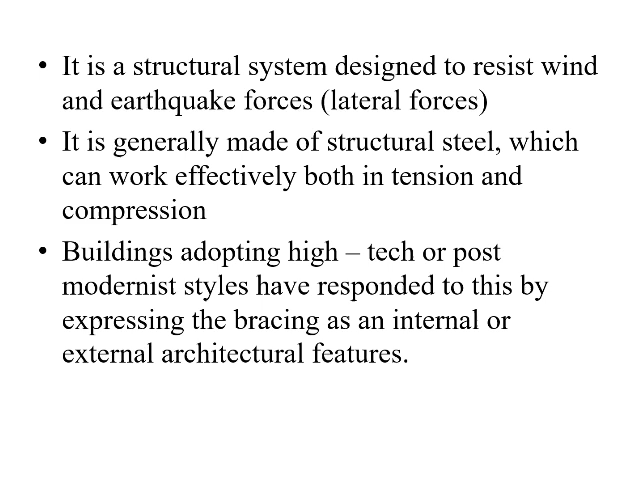 • It is a structural system designed to resist wind
and earthquake forces (lateral forces)
• It is generally made of structural steel, which
can work effectively both in tension and
compression
• Buildings adopting high – tech or post
modernist styles have responded to this by
expressing the bracing as an internal or
external architectural features.